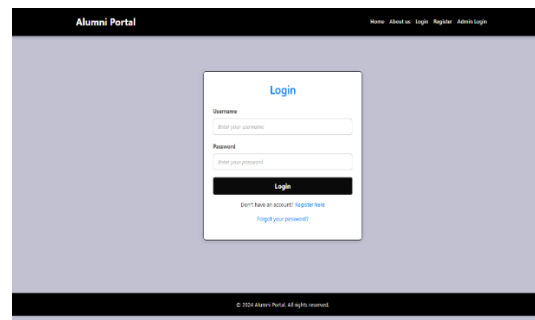 Alumni Portal
Home About us Login Register Admin Login
Login
Username
Enter your username
Password
Enter your password
Login
Don't have an account? Register here
Forgot your password?
© 2024 Alumni Portal. All rights reserved.